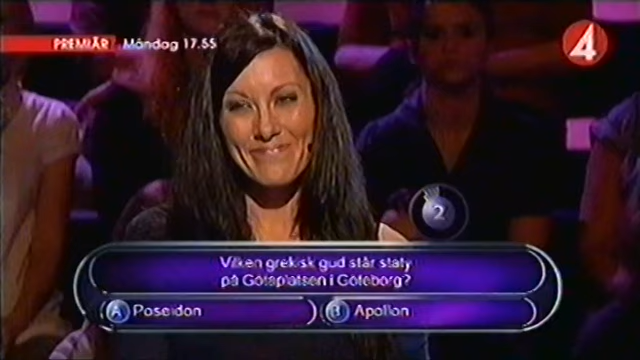 PREMIÄR Måndag 17.55
4
2
Vilken grekisk gud står staty
på Götaplatsen i Göteborg?
A Poseidon
B Apollon